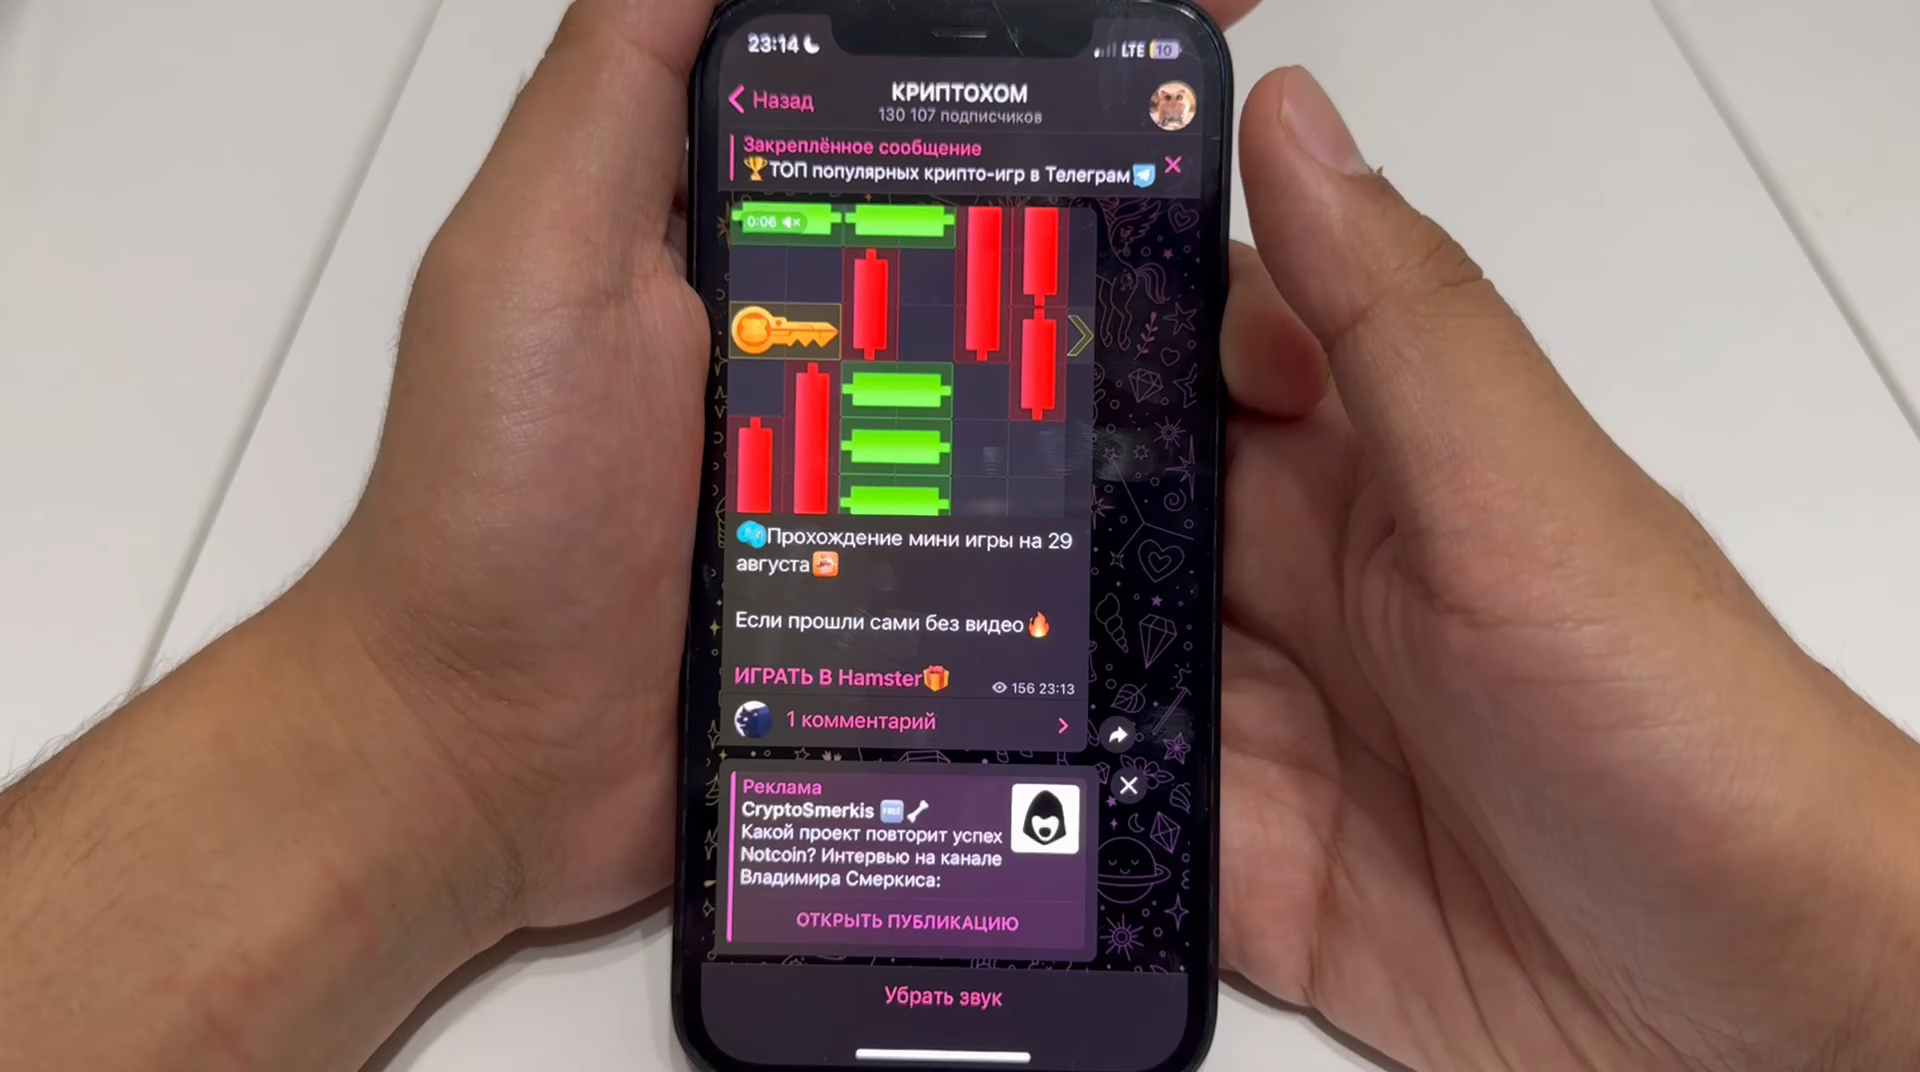 23:14
LTE 10
Назад
КРИПТОХОМ
130 107 подписчиков
Закреплённое сообщение
🏆ТОП популярных крипто-игр в Телеграм
0:06
Прохождение мини игры на 29
августа
Если прошли сами без видео🔥
ИГРАТЬ В Hamster🎁
156 23:13
1 комментарий
Реклама
CryptoSmerkis FREE
Какой проект повторит успех
Notcoin? Интервью на канале
Владимира Смеркиса:
ОТКРЫТЬ ПУБЛИКАЦИЮ
Убрать звук